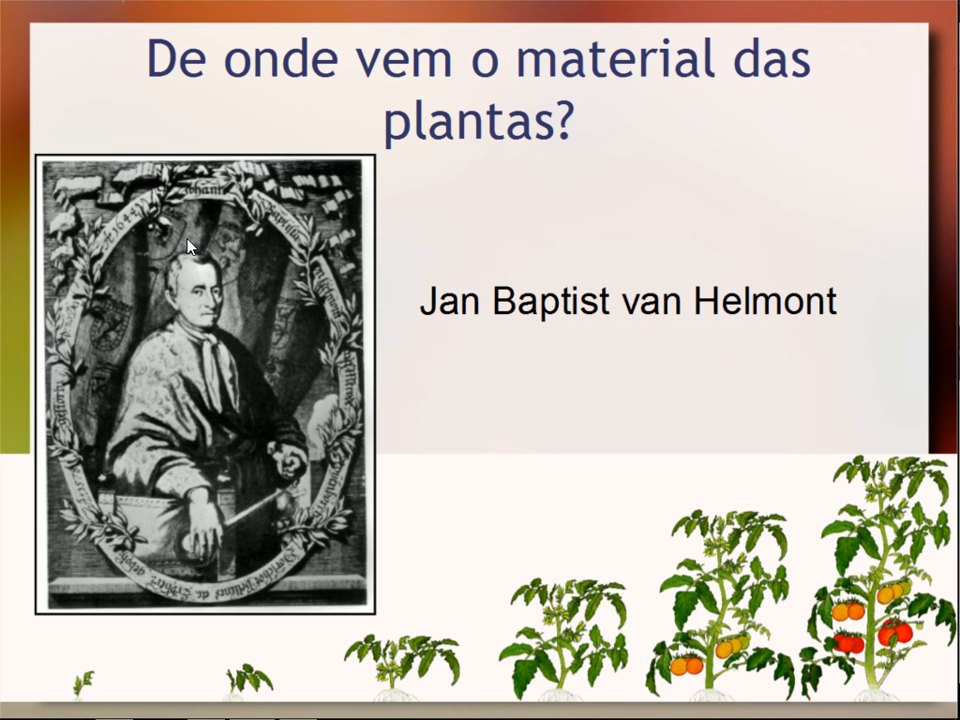 De onde vem o material das
plantas?
Jan Baptist van Helmont